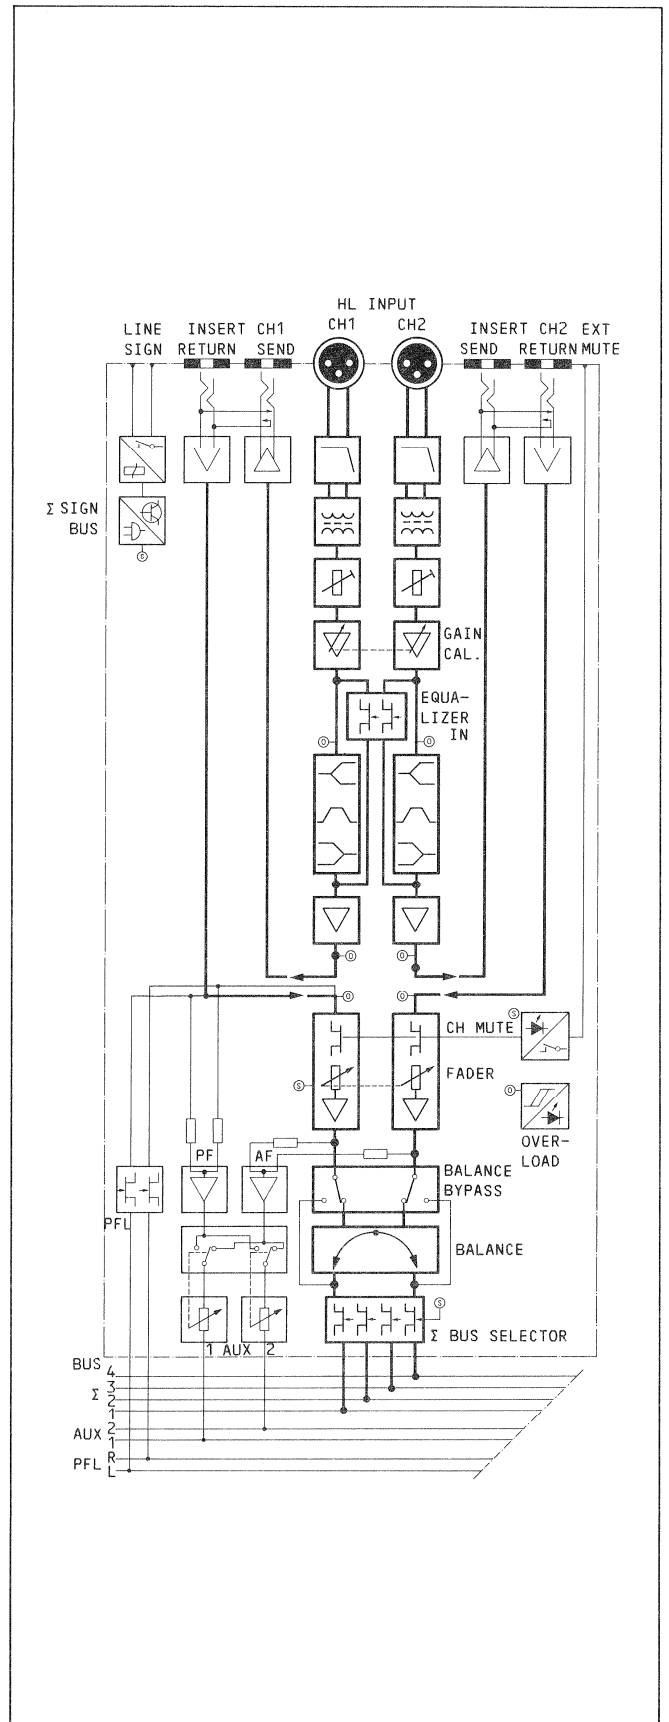 HL INPUT
LINE SIGN
INSERT CH1
RETURN SEND
CH1
CH2
INSERT CH2
SEND RETURN
EXT MUTE
Σ SIGN
BUS
S
GAIN
CAL.
EQUA-
LIZER
IN
O
O
O
O
O
O
CH MUTE
S
S
FADER
O
OVER-
LOAD
PF
AF
BALANCE
BYPASS
PFL
BALANCE
S
Σ BUS SELECTOR
1 AUX 2
BUS 4
3
Σ 2
1
2
AUX 1
R
PFL L